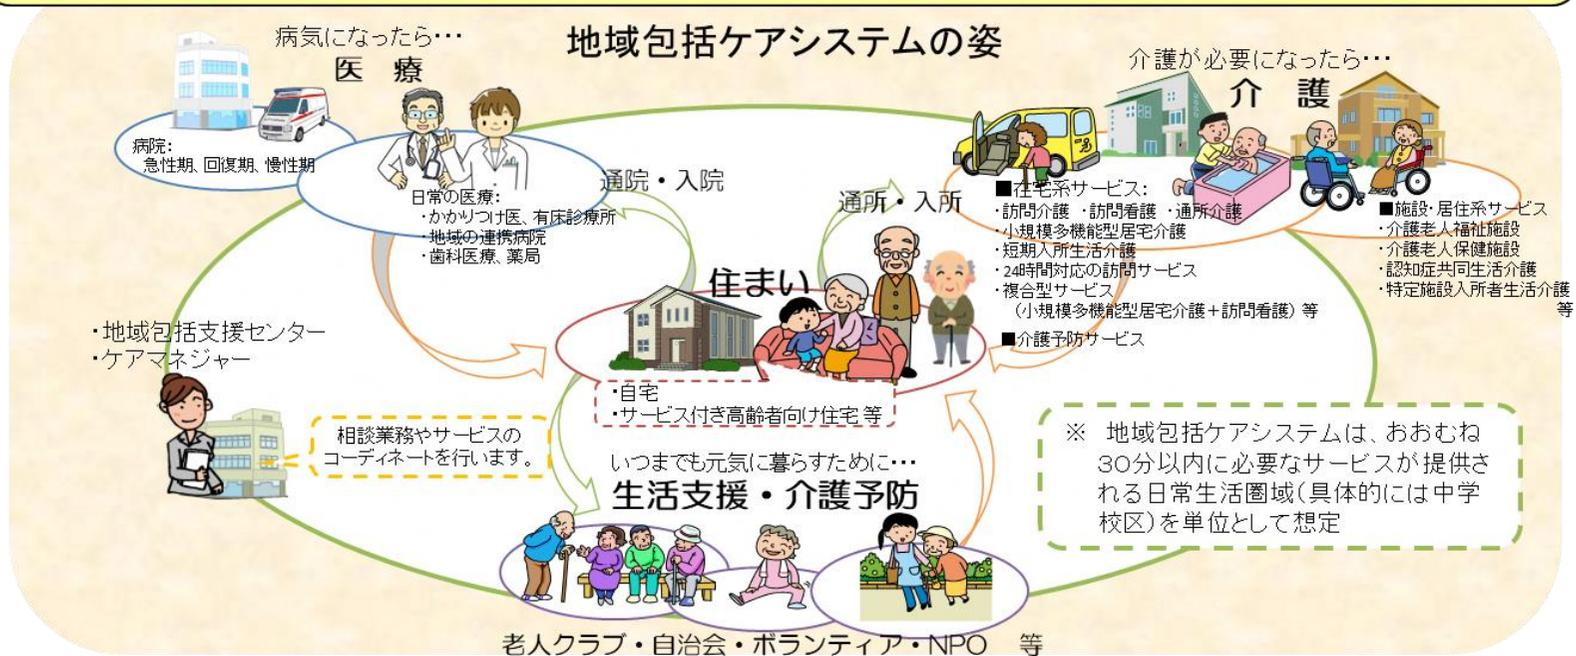 地域包括ケアシステムの姿
病気になったら・・・
医 療
病院:
急性期、回復期、慢性期
日常の医療:
・かかりつけ医、有床診療所
・地域の連携病院
・歯科医療、薬局
通院・入院
通所・入所
介護が必要になったら・・・
介 護
■在宅系サービス:
・訪問介護 ・訪問看護 ・通所介護
・小規模多機能型居宅介護
・短期入所生活介護
・24時間対応の訪問サービス
・複合型サービス
（小規模多機能型居宅介護＋訪問看護）等
■介護予防サービス
■施設・居住系サービス
・介護老人福祉施設
・介護老人保健施設
・認知症共同生活介護
・特定施設入所者生活介護
等
住まい
・自宅
・サービス付き高齢者向け住宅 等
・地域包括支援センター
・ケアマネジャー
相談業務やサービスの
コーディネートを行います。
いつまでも元気に暮らすために・・・
生活支援・介護予防
老人クラブ・自治会・ボランティア・NPO 等
※ 地域包括ケアシステムは、おおむね
30分以内に必要なサービスが提供さ
れる日常生活圏域（具体的には中学
校区）を単位として想定